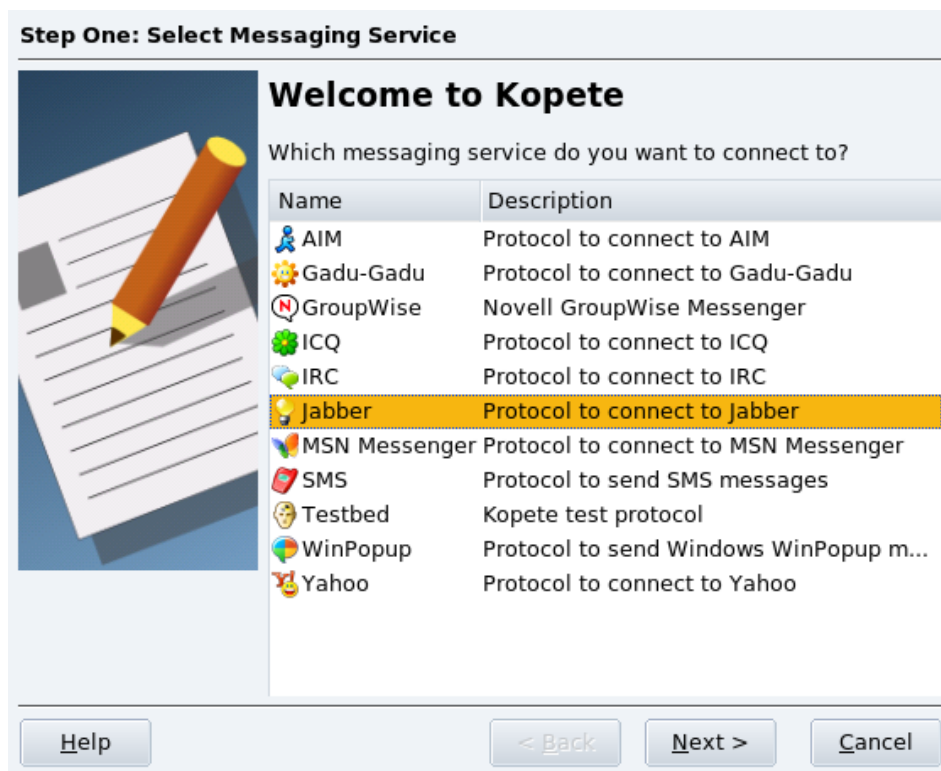 Step One: Select Messaging Service
Welcome to Kopete
Which messaging service do you want to connect to?
Name Description
AIM Protocol to connect to AIM
Gadu-Gadu Protocol to connect to Gadu-Gadu
GroupWise Novell GroupWise Messenger
ICQ Protocol to connect to ICQ
IRC Protocol to connect to IRC
Jabber Protocol to connect to Jabber
MSN Messenger Protocol to connect to MSN Messenger
SMS Protocol to send SMS messages
Testbed Kopete test protocol
WinPopup Protocol to send Windows WinPopup m...
Yahoo Protocol to connect to Yahoo
Help < Back Next > Cancel